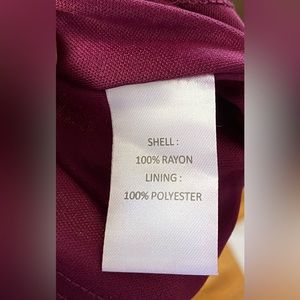 SHELL :
100% RAYON
LINING :
100% POLYESTER